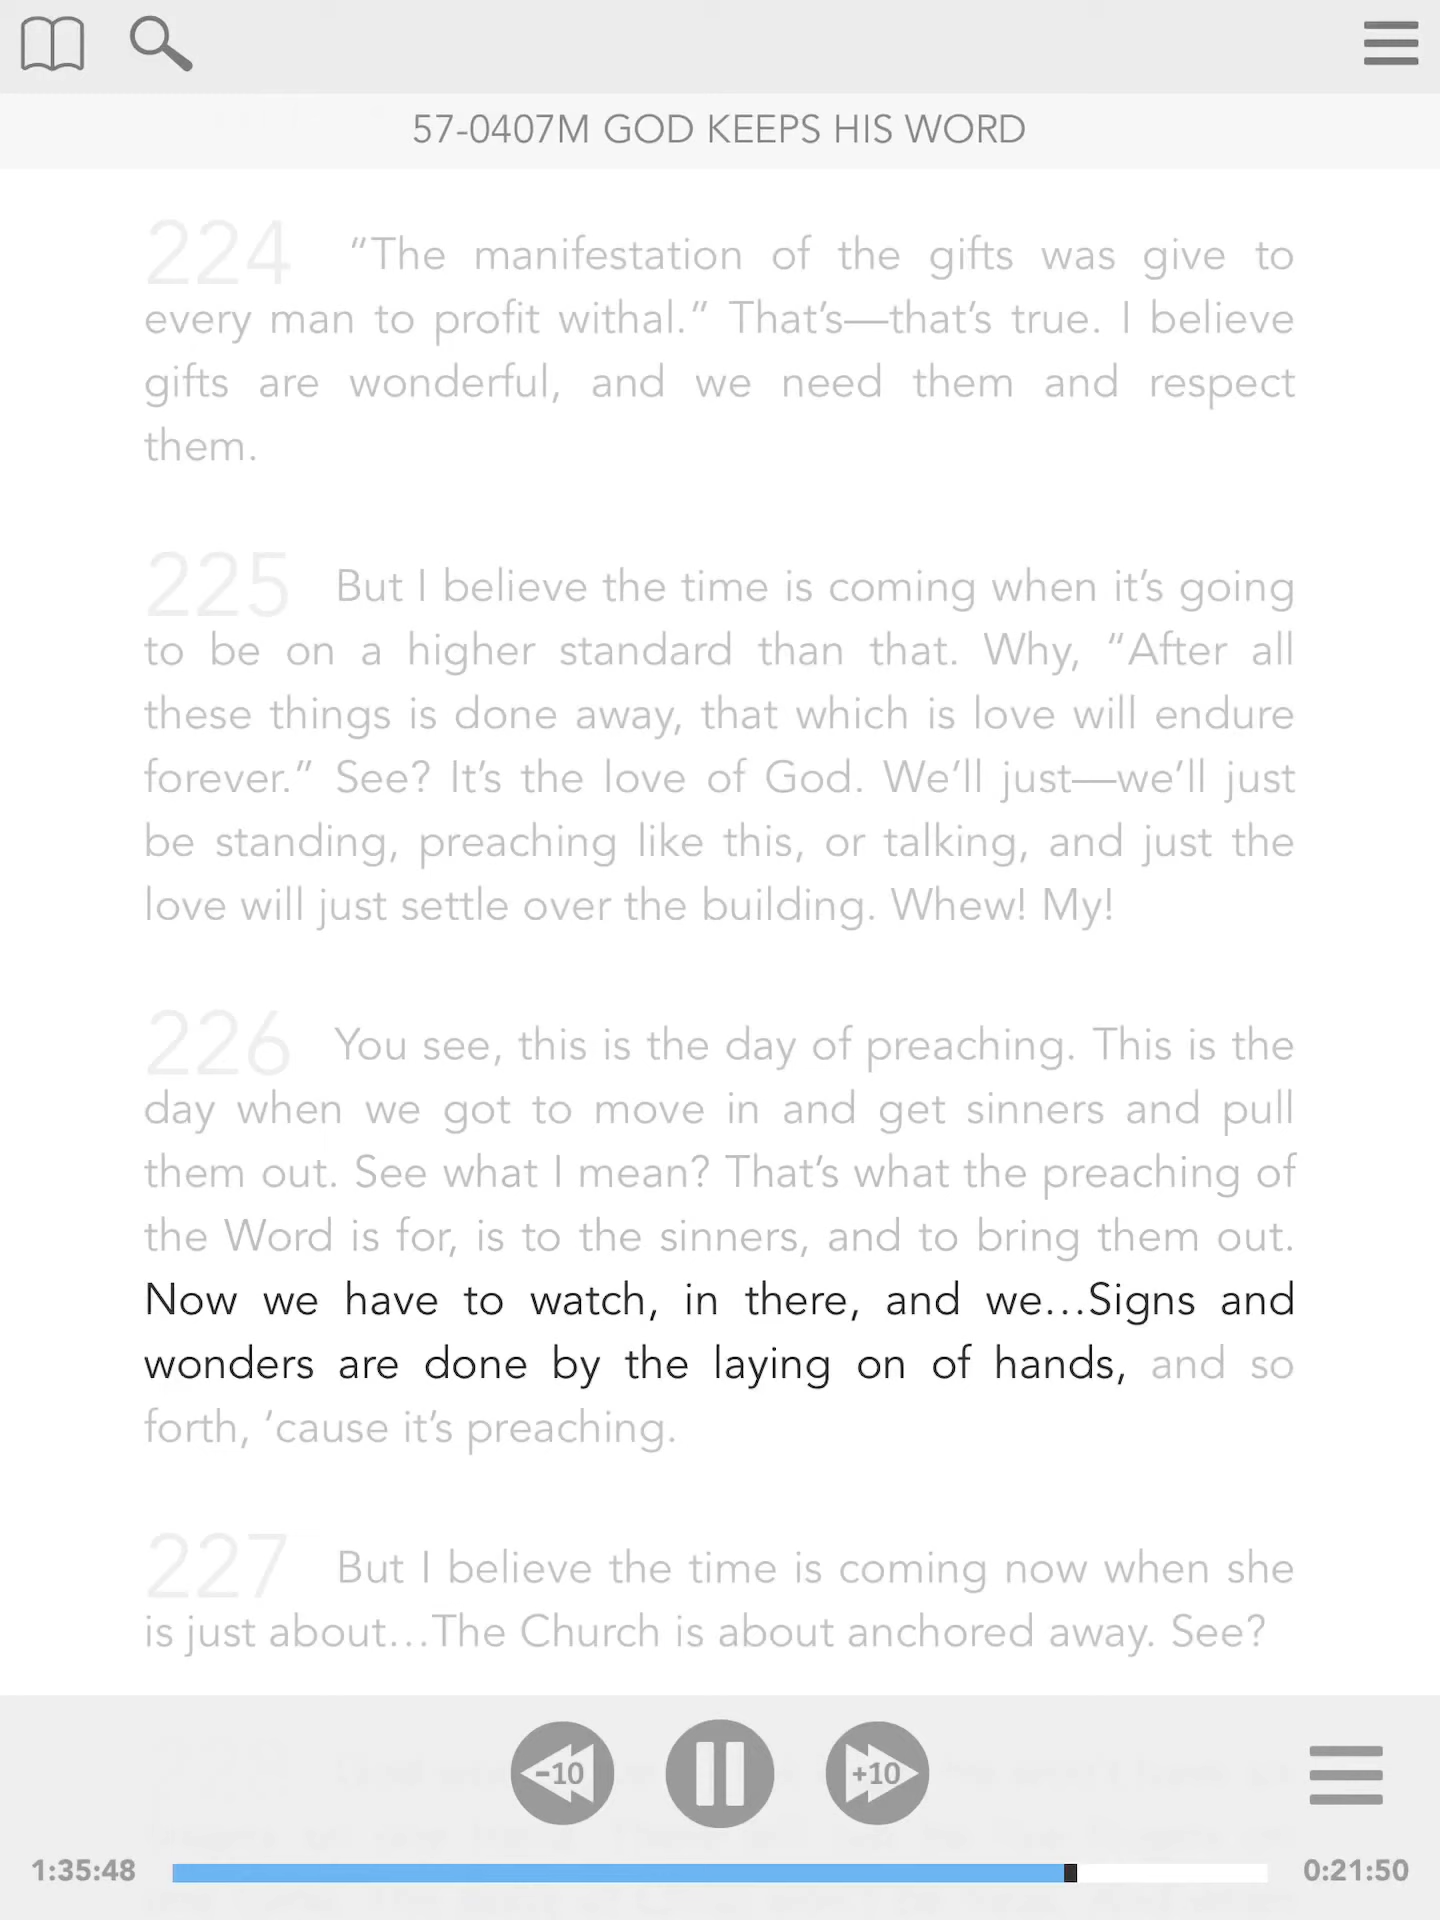 57-0407M GOD KEEPS HIS WORD
224 “The manifestation of the gifts was give to
every man to profit withal.” That’s—that’s true. I believe
gifts are wonderful, and we need them and respect
them.
225 But I believe the time is coming when it’s going
to be on a higher standard than that. Why, “After all
these things is done away, that which is love will endure
forever.” See? It’s the love of God. We’ll just—we’ll just
be standing, preaching like this, or talking, and just the
love will just settle over the building. Whew! My!
226 You see, this is the day of preaching. This is the
day when we got to move in and get sinners and pull
them out. See what I mean? That’s what the preaching of
the Word is for, is to the sinners, and to bring them out.
Now we have to watch, in there, and we…Signs and
wonders are done by the laying on of hands, and so
forth, ’cause it’s preaching.
227 But I believe the time is coming now when she
is just about…The Church is about anchored away. See?
-10 +10
1:35:48 0:21:50